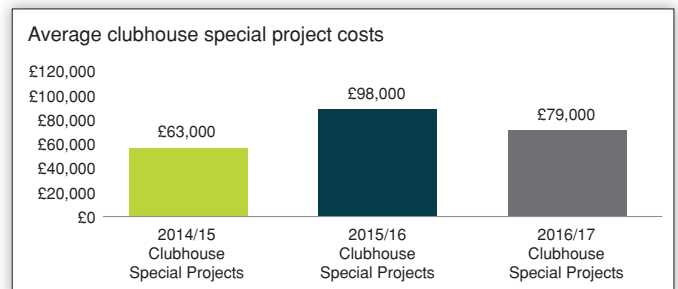 Average clubhouse special project costs
£120,000
£100,000
£80,000
£60,000
£40,000
£20,000
£0
£63,000
£98,000
£79,000
2014/15
Clubhouse
Special Projects
2015/16
Clubhouse
Special Projects
2016/17
Clubhouse
Special Projects